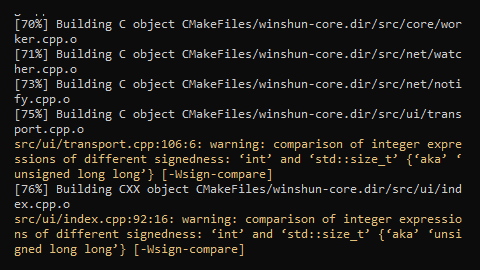 [70%] Building C object CMakeFiles/winshun-core.dir/src/core/wor
ker.cpp.o
[71%] Building C object CMakeFiles/winshun-core.dir/src/net/watc
her.cpp.o
[73%] Building C object CMakeFiles/winshun-core.dir/src/net/noti
fy.cpp.o
[75%] Building C object CMakeFiles/winshun-core.dir/src/ui/trans
port.cpp.o
src/ui/transport.cpp:106:6: warning: comparison of integer expre
ssions of different signedness: ‘int’ and ‘std::size_t’ {‘aka’ ‘
unsigned long long’} [-Wsign-compare]
[76%] Building CXX object CMakeFiles/winshun-core.dir/src/ui/ind
ex.cpp.o
src/ui/index.cpp:92:16: warning: comparison of integer expressio
ns of different signedness: ‘int’ and ‘std::size_t’ {‘aka’ ‘unsi
gned long long’} [-Wsign-compare]